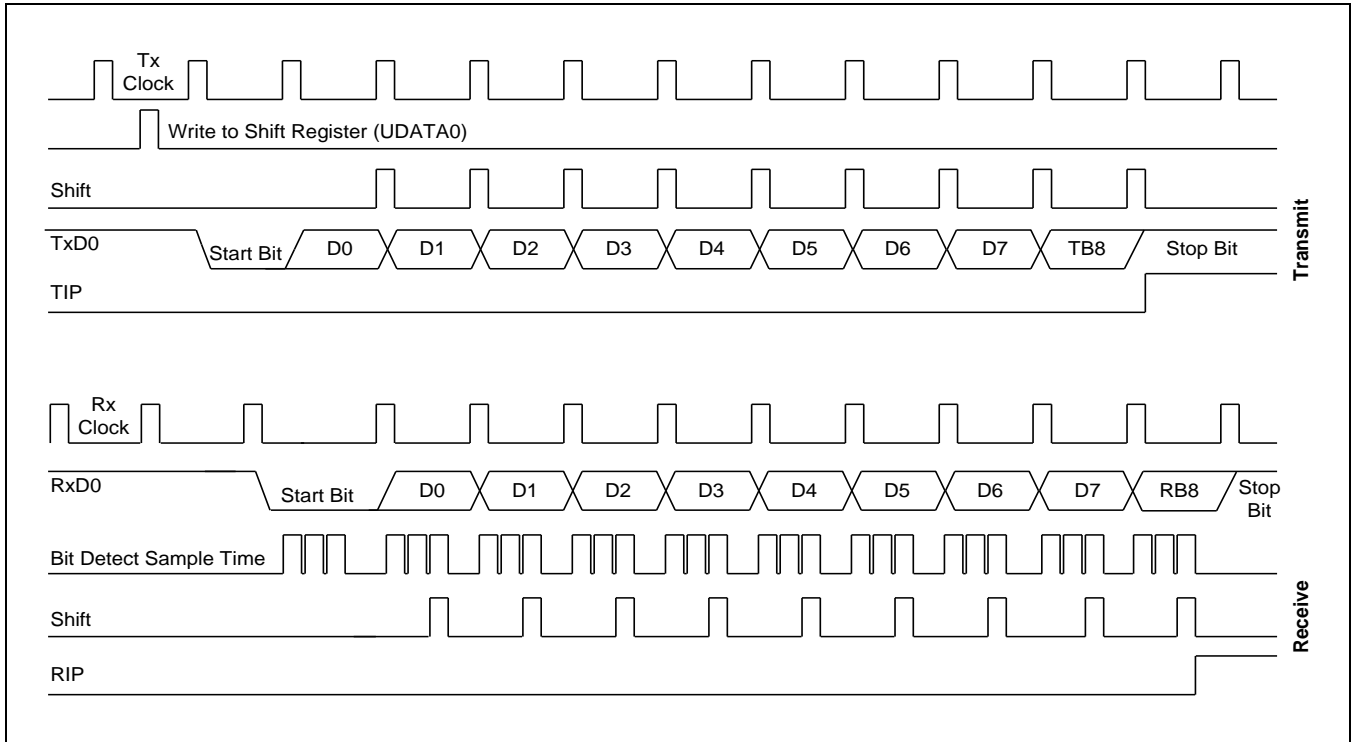 Tx
Clock
Write to Shift Register (UDATA0)
Shift
TxD0
Start Bit
D0
D1
D2
D3
D4
D5
D6
D7
TB8
Stop Bit
TIP
Transmit
Rx
Clock
RxD0
Start Bit
D0
D1
D2
D3
D4
D5
D6
D7
RB8
Stop
Bit
Bit Detect Sample Time
Shift
RIP
Receive